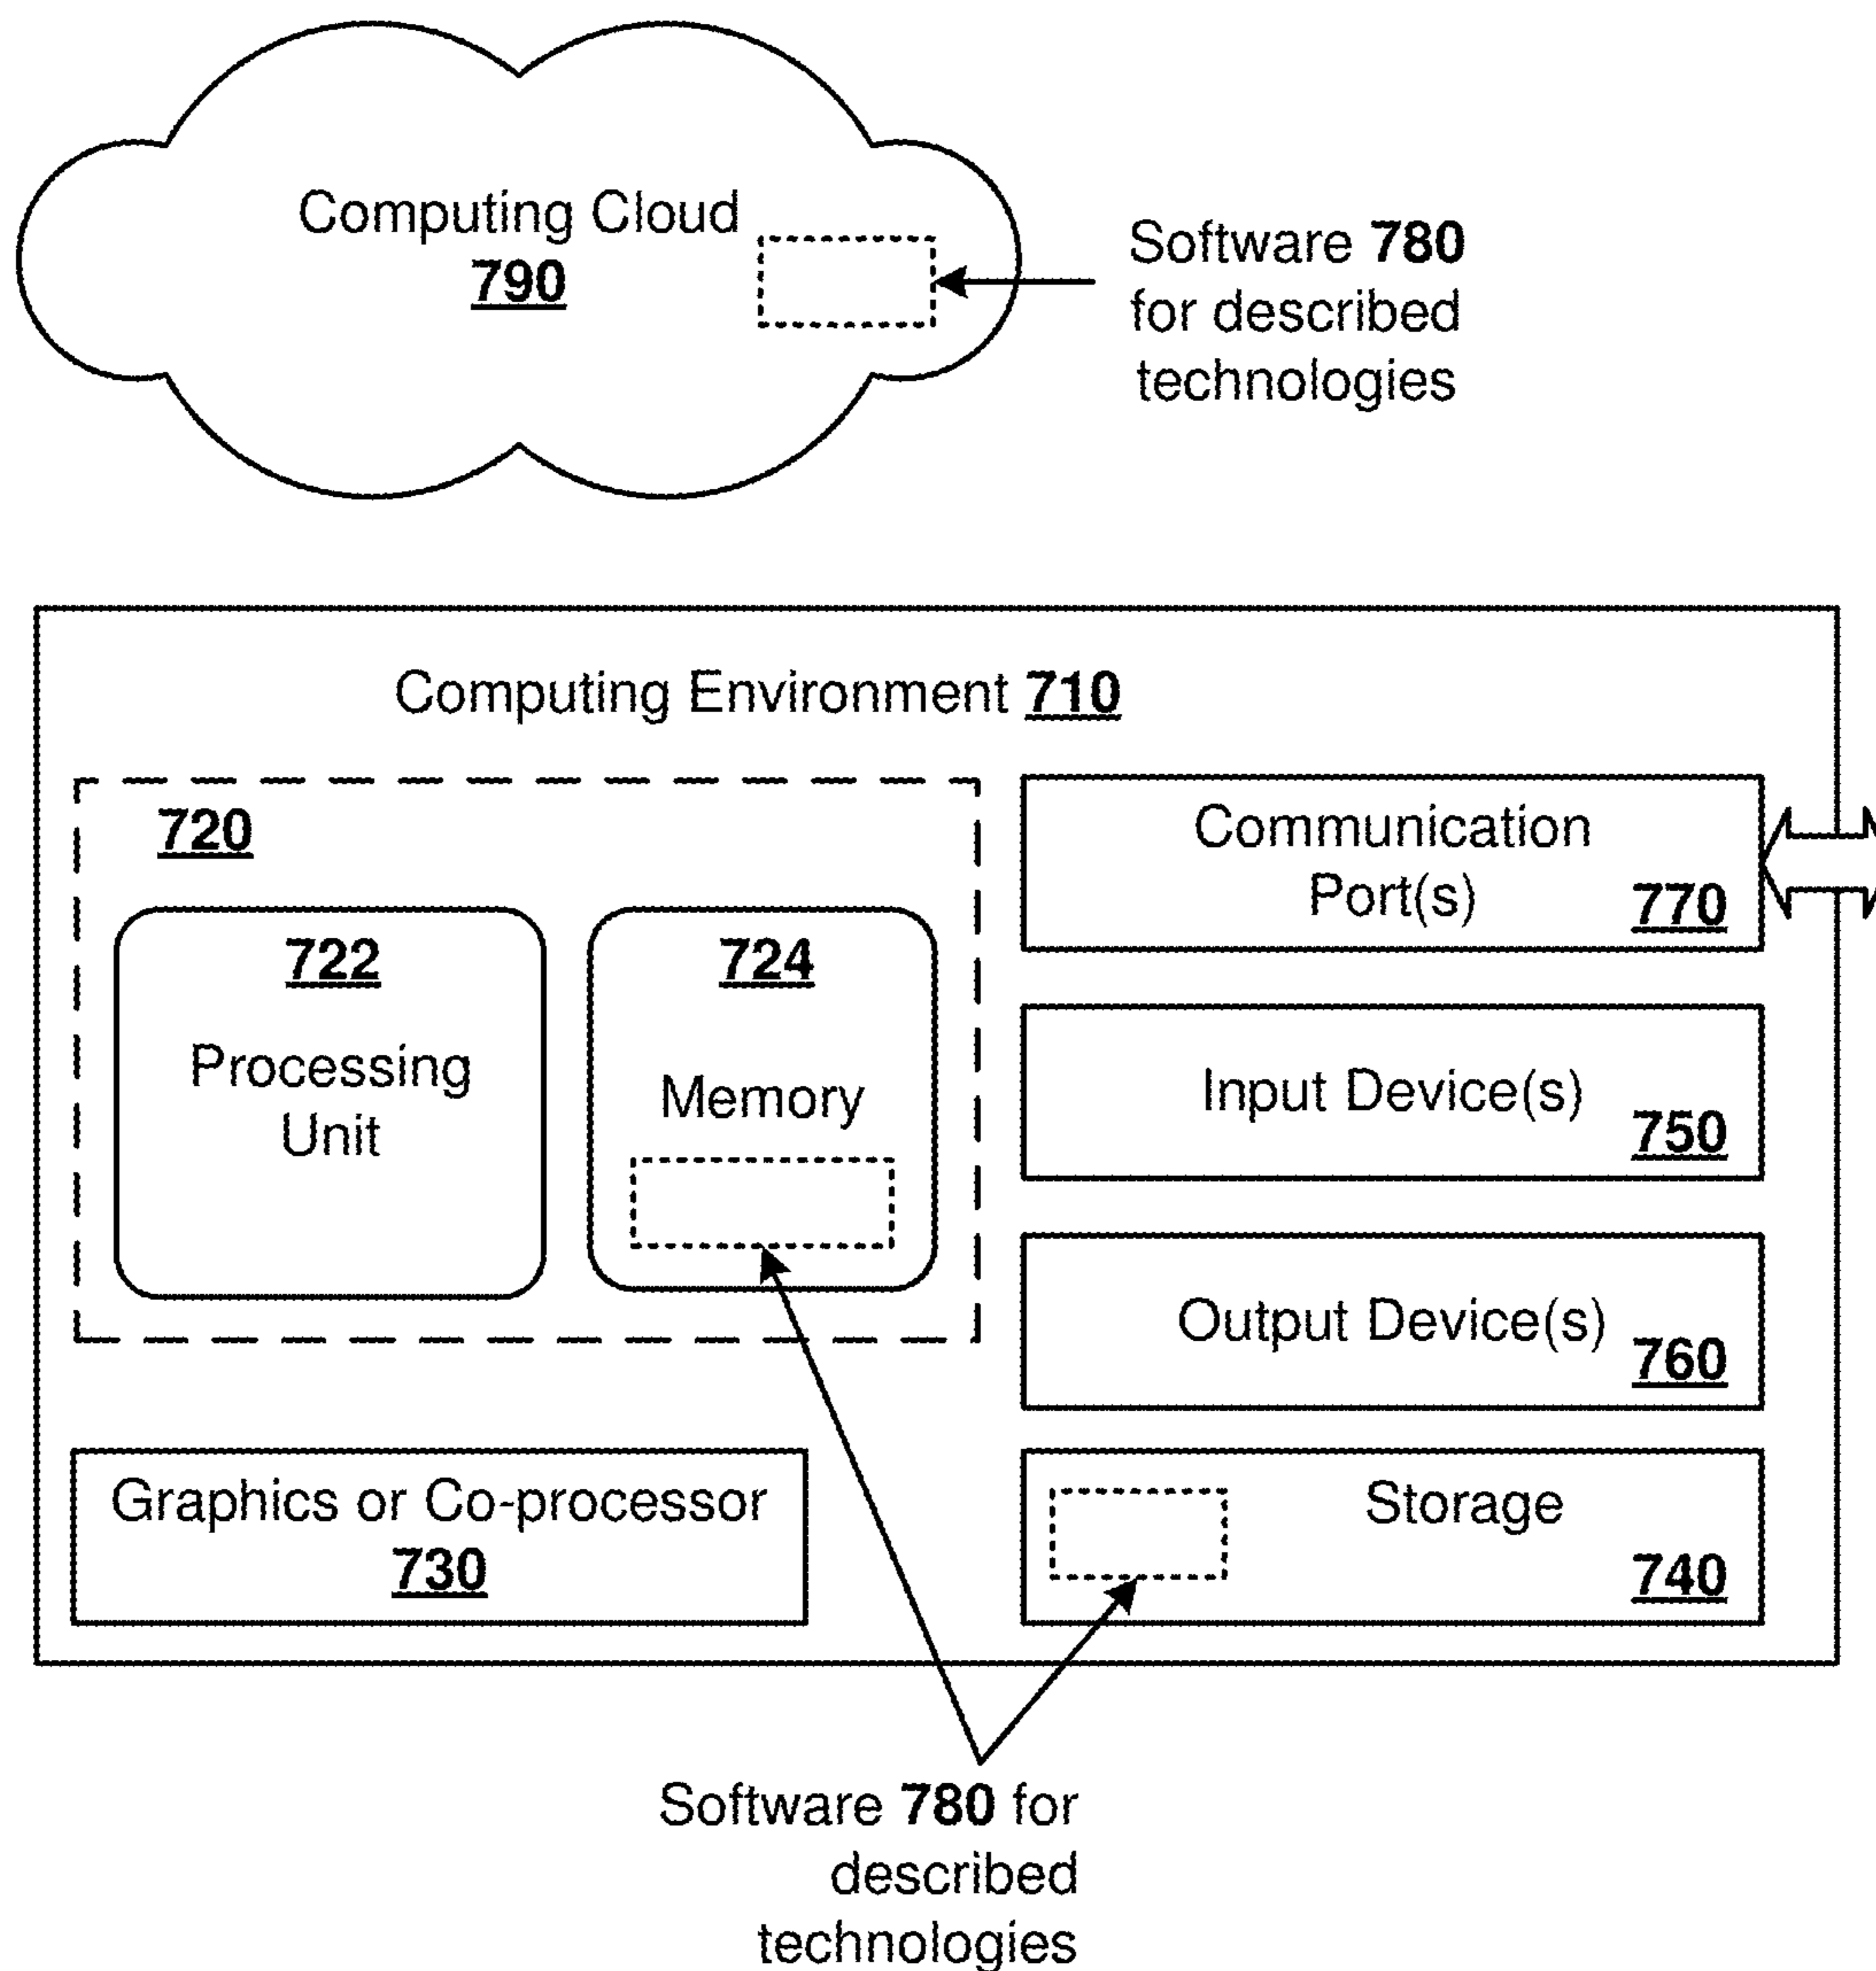 Computing Cloud
790
Software 780
for described
technologies
Computing Environment 710
720
722
Processing
Unit
724
Memory
Communication
Port(s)
770
Input Device(s)
750
Output Device(s)
760
Graphics or Co-processor
730
Storage
740
Software 780 for
described
technologies